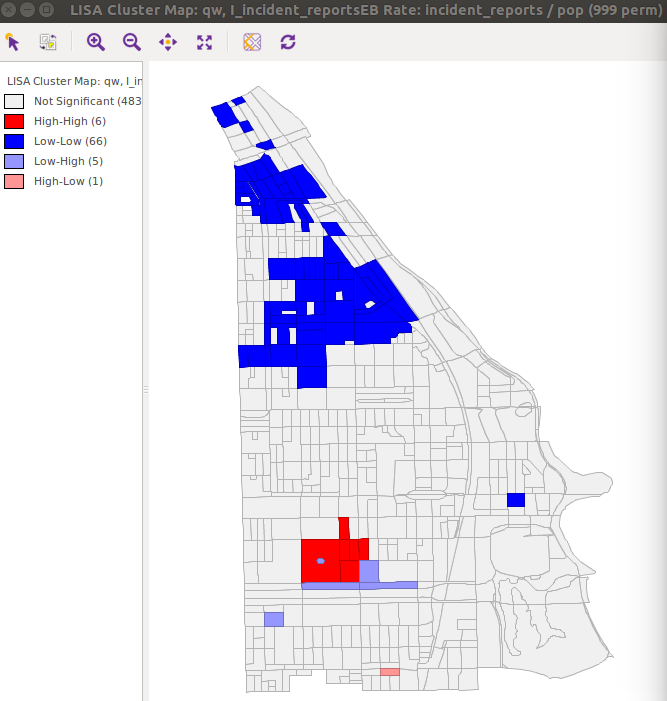 LISA Cluster Map: qw, I_incident_reportsEB Rate: incident_reports / pop (999 perm)
LISA Cluster Map: qw, I_in
Not Significant (483
High-High (6)
Low-Low (66)
Low-High (5)
High-Low (1)